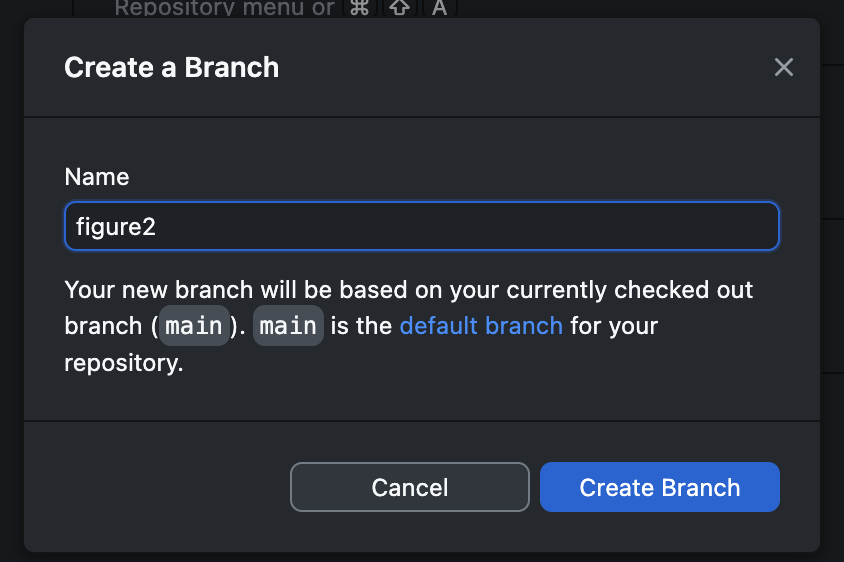 Repository menu or ⌘ ⇧ A
Create a Branch
Name
figure2
Your new branch will be based on your currently checked out
branch (main). main is the default branch for your
repository.
Cancel
Create Branch